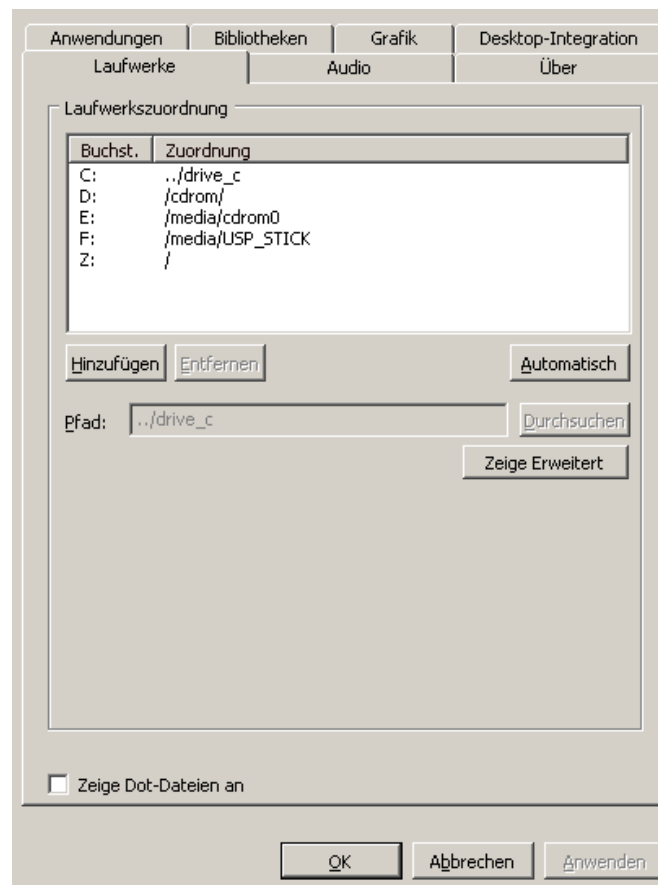 Anwendungen Bibliotheken Grafik Desktop-Integration
Laufwerke Audio Über
Laufwerkszuordnung
Buchst. Zuordnung
C: ../drive_c
D: /cdrom/
E: /media/cdrom0
F: /media/USP_STICK
Z: /
Hinzufügen Entfernen Automatisch
Pfad: ../drive_c Durchsuchen
Zeige Erweitert
Zeige Dot-Dateien an
OK Abbrechen Anwenden